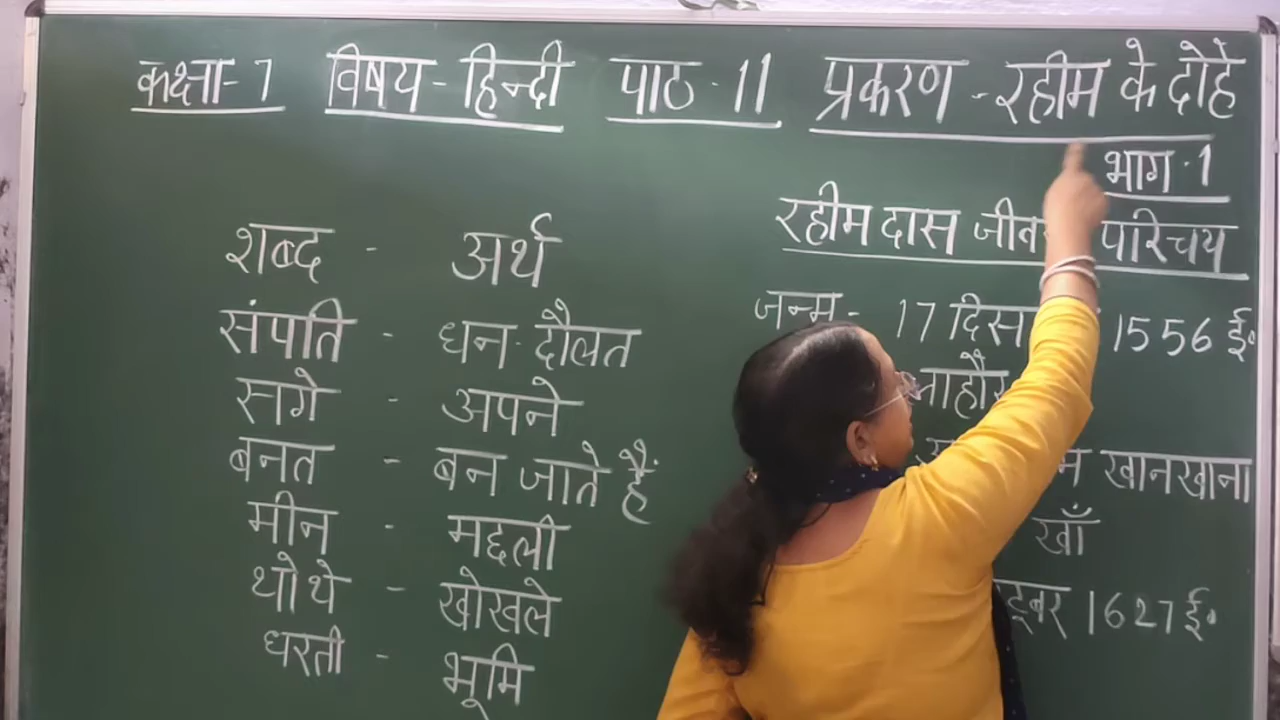 कक्षा-7 विषय-हिन्दी पाठ-11 प्रकरण-रहीम के दोहे
भाग-1
शब्द - अर्थ
संपति - धन-दौलत
सगे - अपने
बनत - बन जाते हैं
मीन - मछली
थोथे - खोखले
धरती - भूमि
रहीम दास परिचय
जन्म- 17 1556 ई॰
खानखाना
खाँ
1627 ई॰